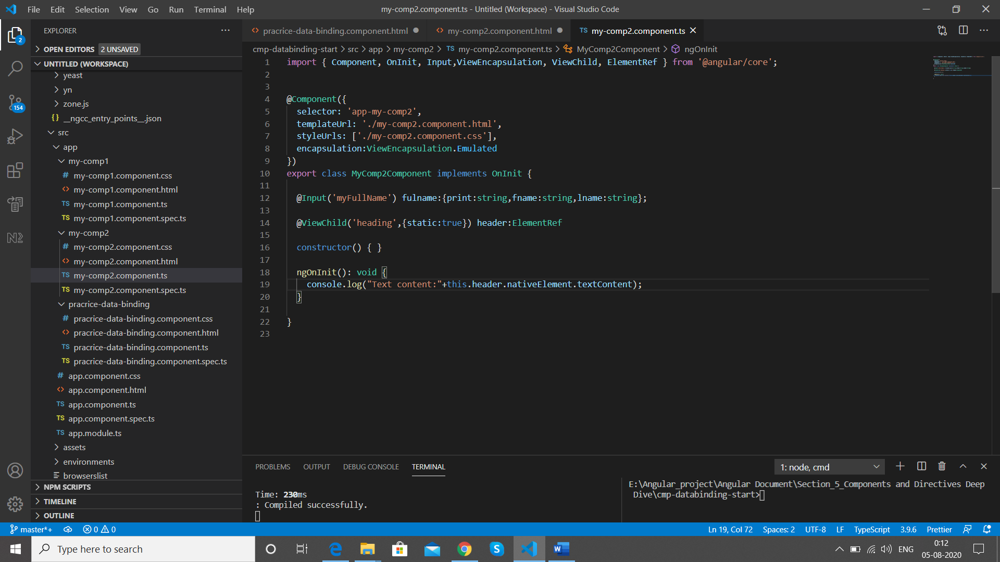 File Edit Selection View Go Run Terminal Help
my-comp2.component.ts - Untitled (Workspace) - Visual Studio Code
EXPLORER
OPEN EDITORS 2 UNSAVED
UNTITLED (WORKSPACE)
yeast
yn
zone.js
{} __ngcc_entry_points__.json
src
app
my-comp1
# my-comp1.component.css
<> my-comp1.component.html
TS my-comp1.component.ts
TS my-comp1.component.spec.ts
my-comp2
# my-comp2.component.css
<> my-comp2.component.html
TS my-comp2.component.ts
TS my-comp2.component.spec.ts
pracrice-data-binding
# pracrice-data-binding.component.css
<> pracrice-data-binding.component.html
TS pracrice-data-binding.component.ts
TS pracrice-data-binding.component.spec.ts
# app.component.css
<> app.component.html
TS app.component.ts
TS app.component.spec.ts
TS app.module.ts
assets
environments
browserslist
NPM SCRIPTS
TIMELINE
OUTLINE
2
154
<> pracrice-data-binding.component.html
<> my-comp2.component.html
TS my-comp2.component.ts
cmp-databinding-start > src > app > my-comp2 > TS my-comp2.component.ts > MyComp2Component > ngOnInit
1 import { Component, OnInit, Input,ViewEncapsulation, ViewChild, ElementRef } from '@angular/core';
2
3
4 @Component({
5 selector: 'app-my-comp2',
6 templateUrl: './my-comp2.component.html',
7 styleUrls: ['./my-comp2.component.css'],
8 encapsulation:ViewEncapsulation.Emulated
9 })
10 export class MyComp2Component implements OnInit {
11
12 @Input('myFullName') fulname:{print:string,fname:string,lname:string};
13
14 @ViewChild('heading',{static:true}) header:ElementRef
15
16 constructor() { }
17
18 ngOnInit(): void {
19 console.log("Text content:"+this.header.nativeElement.textContent);
20 }
21
22 }
23
PROBLEMS OUTPUT DEBUG CONSOLE TERMINAL
1: node, cmd
Time: 230ms
: Compiled successfully.
E:\Angular_project\Angular Document\Section_5_Components and Directives Deep
Dive\cmp-databinding-start>
master*+ 0 0
Ln 19, Col 72 Spaces: 2 UTF-8 LF TypeScript 3.9.6 Prettier
Type here to search
ENG
0:12
05-08-2020